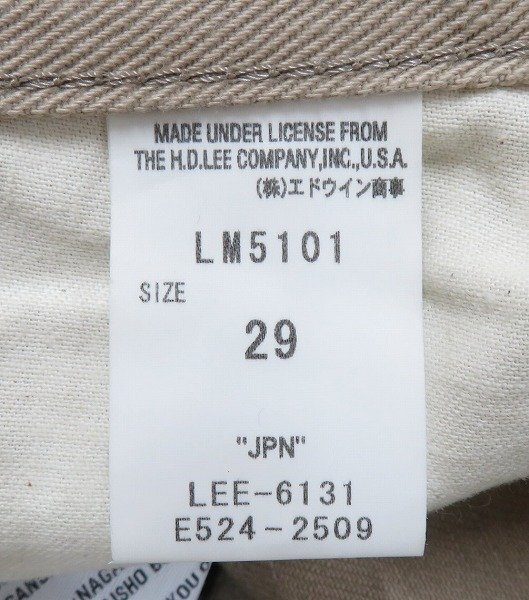 MADE UNDER LICENSE FROM
THE H.D.LEE COMPANY,INC.,U.S.A.
(株)エドウイン商事
LM5101
SIZE
29
"JPN"
LEE-6131
E524-2509